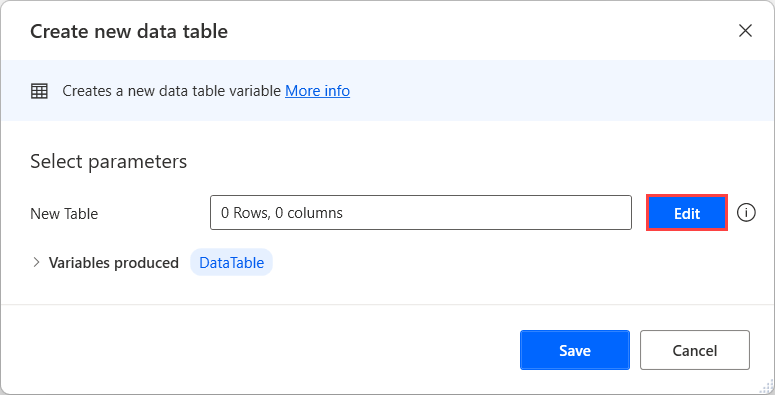 Create new data table
Creates a new data table variable More info
Select parameters
New Table 0 Rows, 0 columns Edit
Variables produced DataTable
Save Cancel